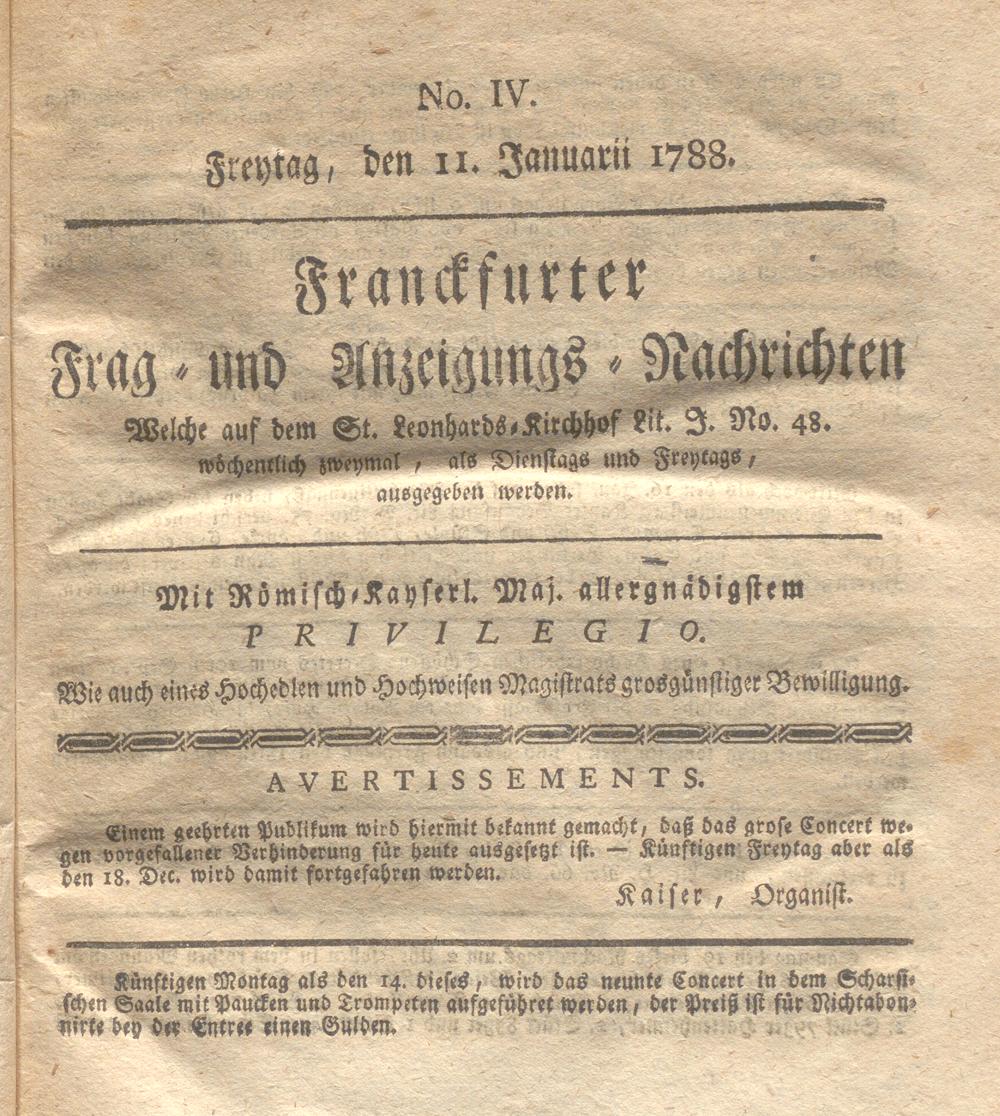 No. IV.
Freytag, den 11. Januarii 1788.
Franckfurter
Frag- und Anzeigungs-Nachrichten
Welche auf dem St. Leonhards-Kirchhof Lit. J. No. 48.
wöchentlich zweymal, als Dienstags und Freytags,
ausgegeben werden.
Mit Römisch-Kayserl. Maj. allergnädigstem
PRIVILEGIO.
Wie auch eines Hochedlen und Hochweisen Magistrats grosgünstiger Bewilligung.
AVERTISSEMENTS.
Einem geehrten Publikum wird hiermit bekannt gemacht, daß das grose Concert we-
gen vorgefallener Verhinderung für heute ausgesetzt ist. — Künftigen Freytag aber als
den 18. Dec. wird damit fortgefahren werden.
Kaiser, Organist.
Künftigen Montag als den 14. dieses, wird das neunte Concert in dem Scharfi-
schen Saale mit Paucken und Trompeten aufgeführet werden, der Preiß ist für Nichtabon-
nirte bey der Entree einen Gulden.